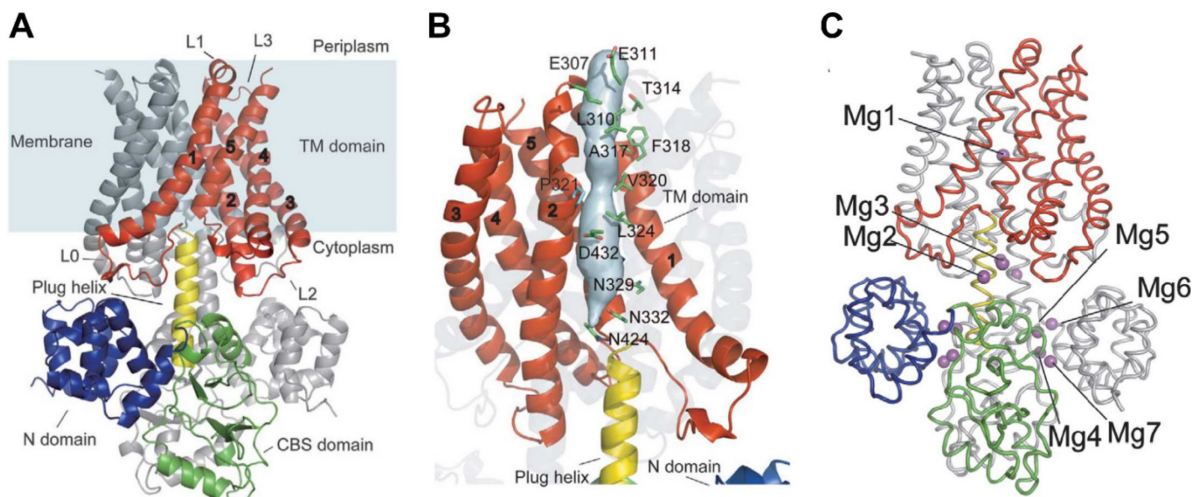 A
L1
L3
Periplasm
Membrane
TM domain
1
5
4
2
3
Cytoplasm
L0
L2
Plug helix
N domain
CBS domain
B
E311
E307
T314
L310
5
A317
F318
P321
V320
3
4
2
TM domain
L324
D432
1
N329
N332
N424
Plug helix
N domain
C
Mg1
Mg3
Mg2
Mg5
Mg6
Mg4
Mg7